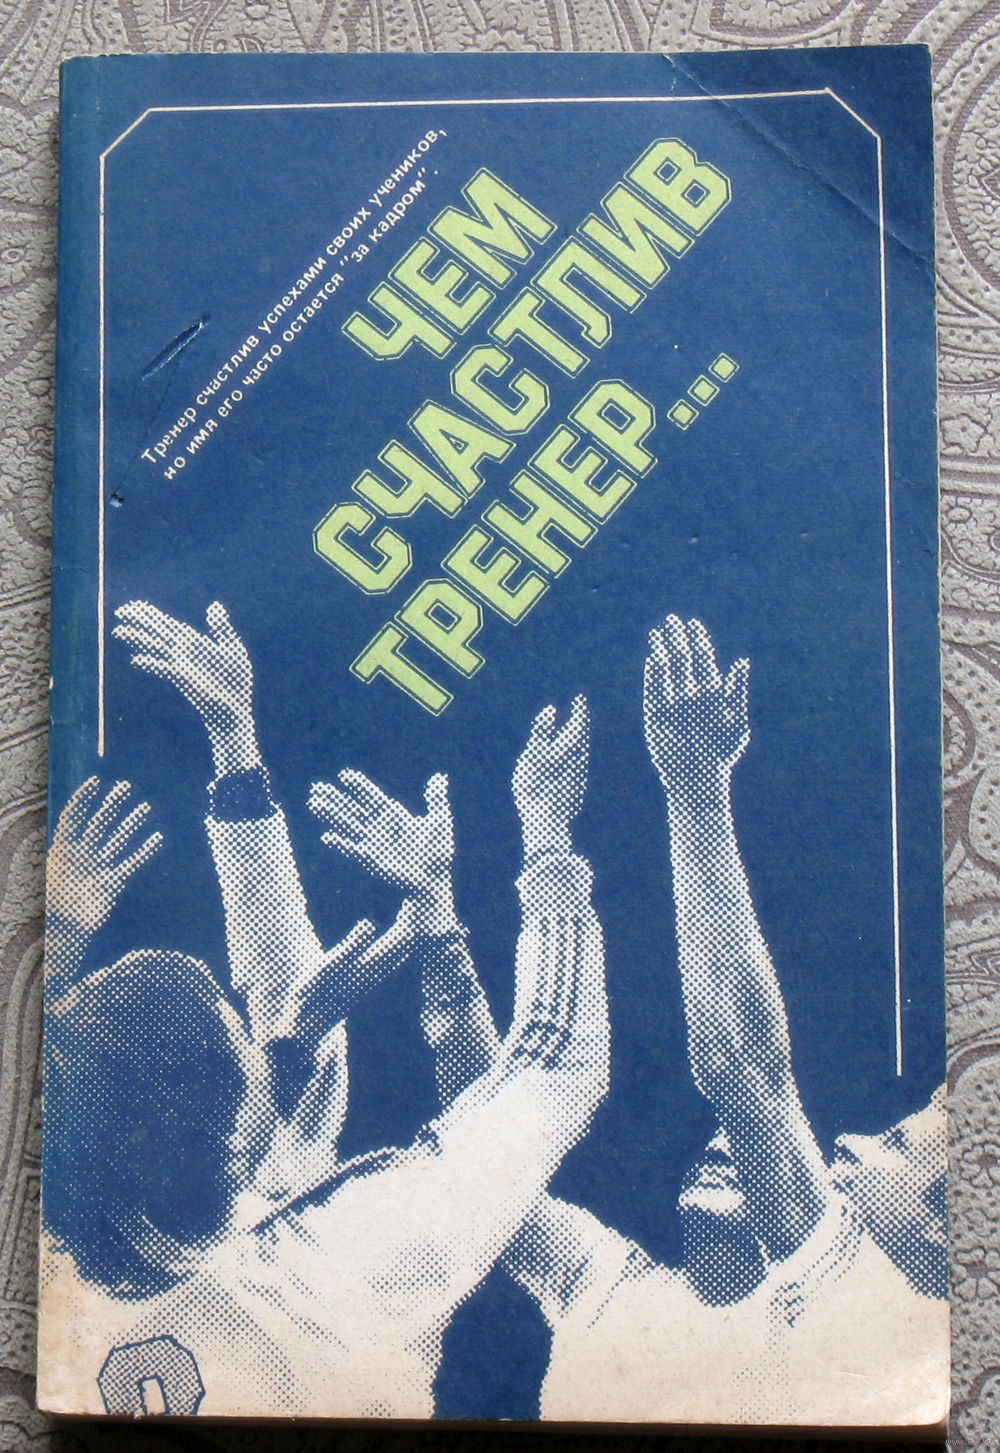 Тренер счастлив успехами своих учеников,
но имя его часто остается "за кадром".
ЧЕМ
СЧАСТЛИВ
ТРЕНЕР...